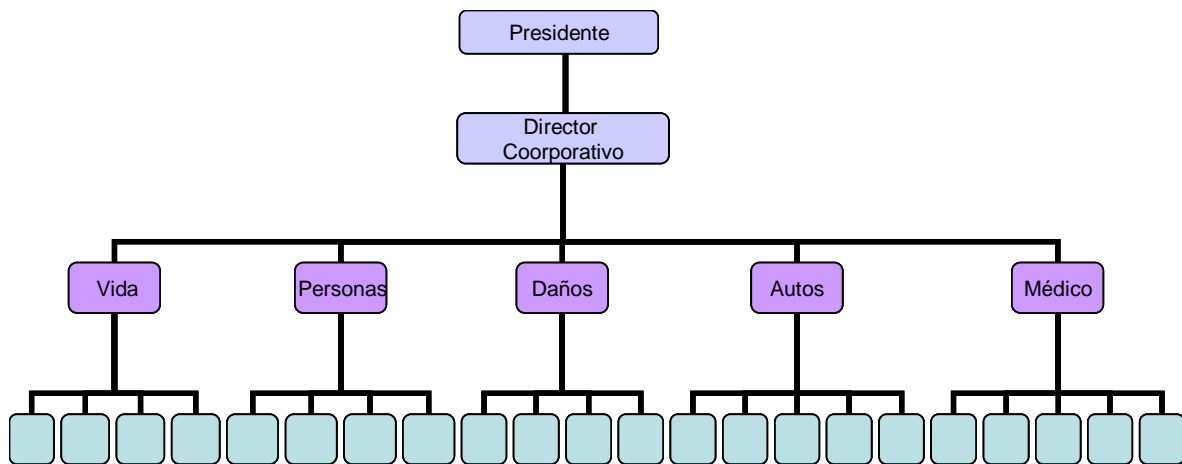 Presidente
Director
Coorporativo
Vida
Personas
Daños
Autos
Médico